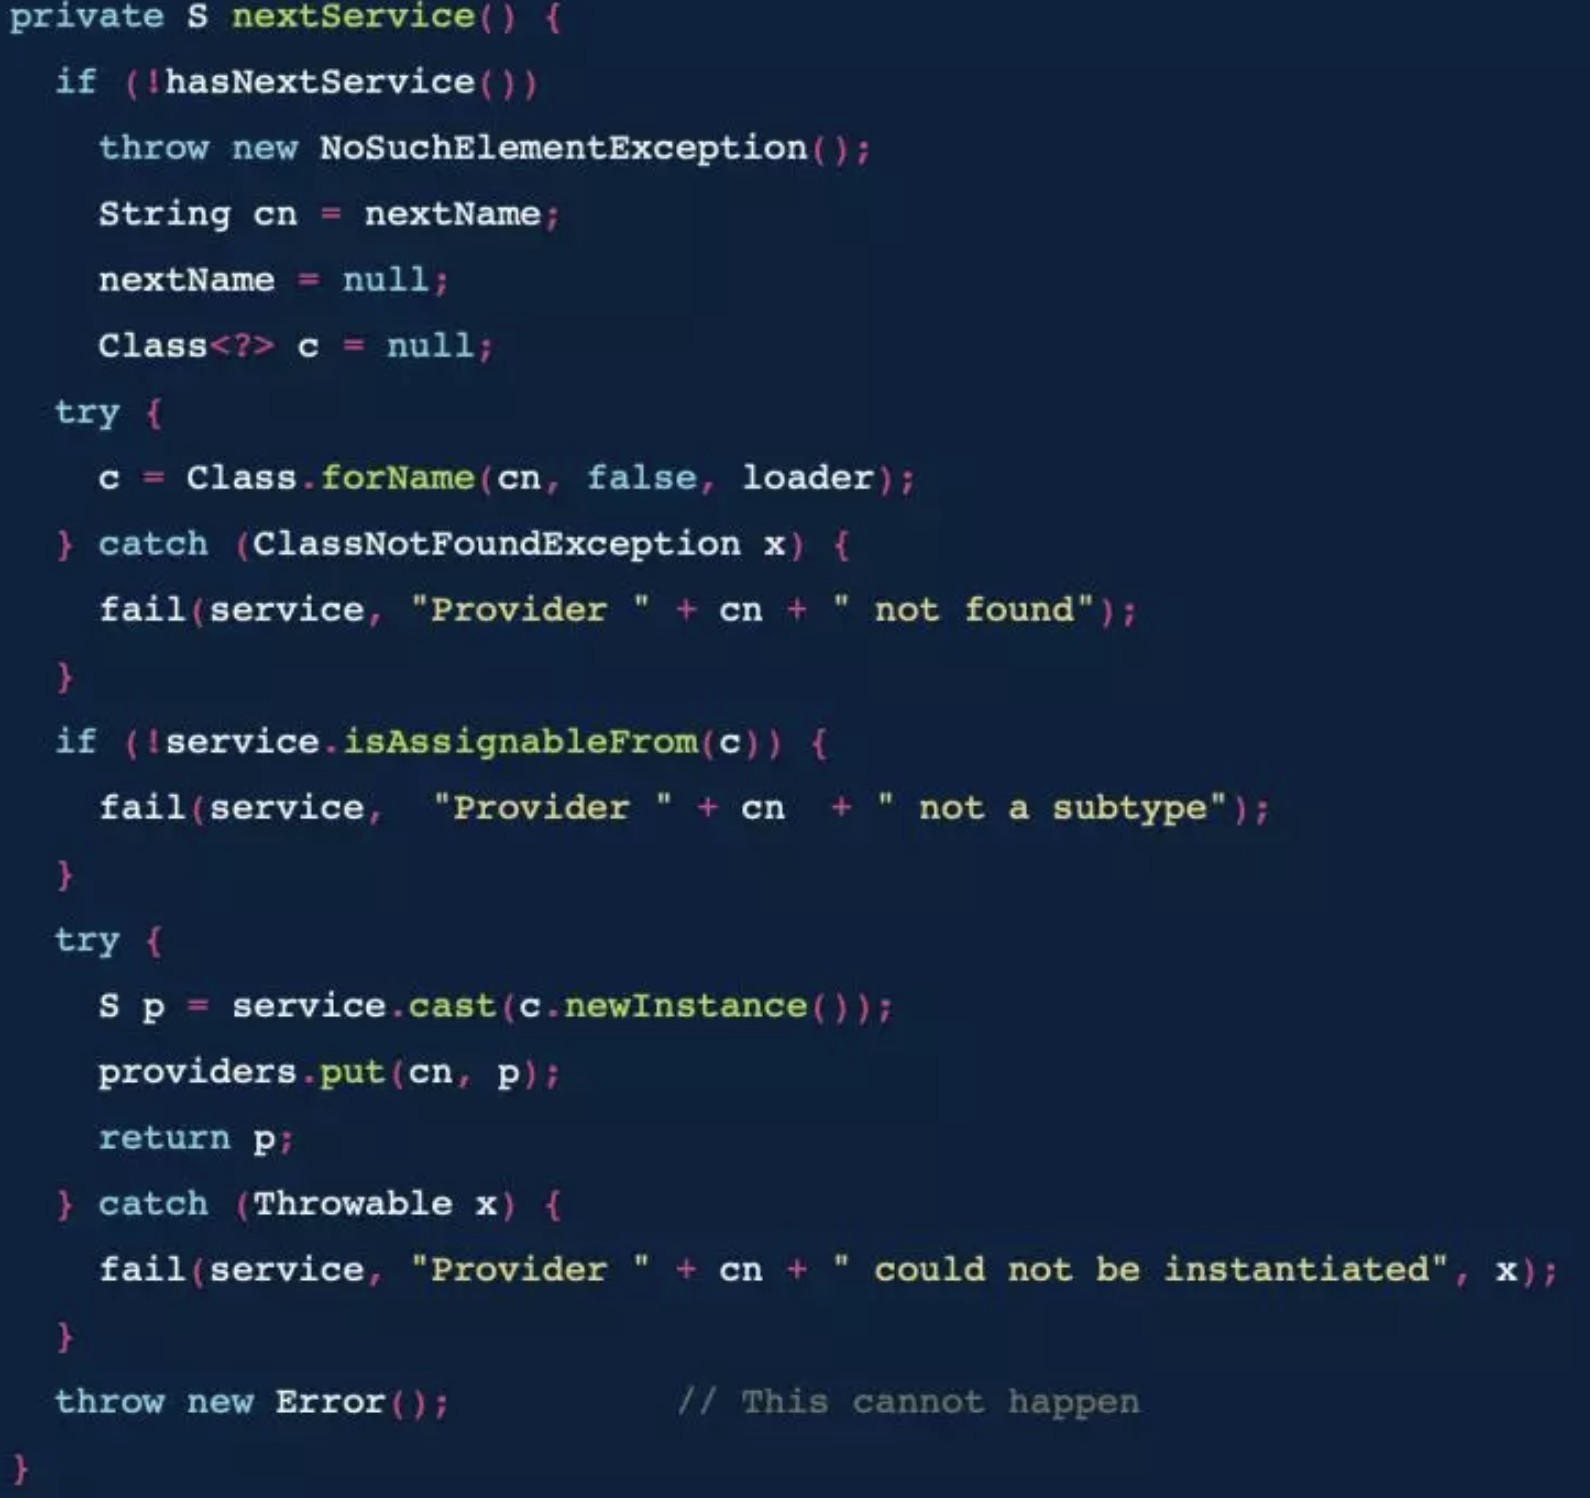 private S nextService() {
  if (!hasNextService())
    throw new NoSuchElementException();
    String cn = nextName;
    nextName = null;
    Class<?> c = null;
  try {
    c = Class.forName(cn, false, loader);
  } catch (ClassNotFoundException x) {
    fail(service, "Provider " + cn + " not found");
  }
  if (!service.isAssignableFrom(c)) {
    fail(service,  "Provider " + cn  + " not a subtype");
  }
  try {
    S p = service.cast(c.newInstance());
    providers.put(cn, p);
    return p;
  } catch (Throwable x) {
    fail(service, "Provider " + cn + " could not be instantiated", x);
  }
  throw new Error();          // This cannot happen
}